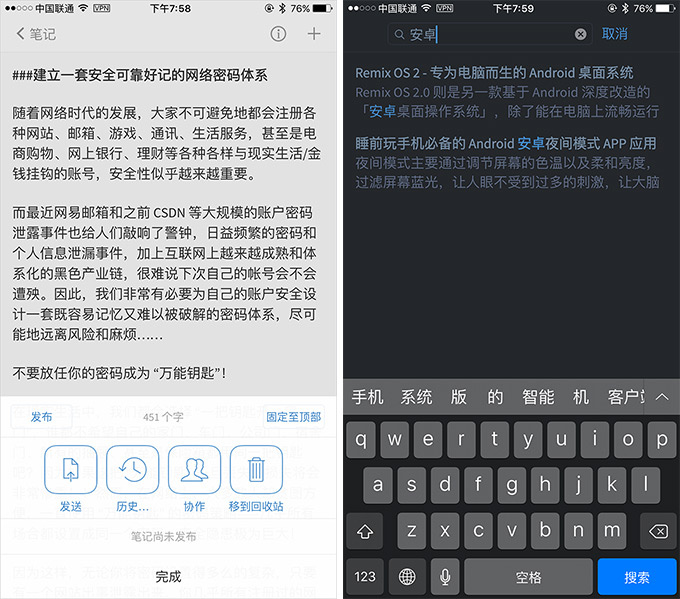 中国联通 VPN 下午7:58 76%
笔记
###建立一套安全可靠好记的网络密码体系
随着网络时代的发展，大家不可避免地都会注册各
种网站、邮箱、游戏、通讯、生活服务，甚至是电
商购物、网上银行、理财等各种各样与现实生活/金
钱挂钩的账号，安全性似乎越来越重要。
而最近网易邮箱和之前 CSDN 等大规模的账户密码
泄露事件也给人们敲响了警钟，日益频繁的密码和
个人信息泄漏事件，加上互联网上越来越成熟和体
系化的黑色产业链，很难说下次自己的帐号会不会
遭殃。因此，我们非常有必要为自己的账户安全设
计一套既容易记忆又难以被破解的密码体系，尽可
能地远离风险和麻烦……
不要放任你的密码成为 “万能钥匙”！
发布 451 个字 固定至顶部
发送 历史... 协作 移到回收站
笔记尚未发布
完成
中国联通 VPN 下午7:59 76%
安卓 取消
Remix OS 2 - 专为电脑而生的 Android 桌面系统
Remix OS 2.0 则是另一款基于 Android 深度改造的
「安卓桌面操作系统」，除了能在电脑上流畅运行
睡前玩手机必备的 Android 安卓夜间模式 APP 应用
夜间模式主要通过调节屏幕的色温以及柔和亮度，
过滤屏幕蓝光，让人眼不受到过多的刺激，让大脑
手机 系统 版 的 智能 机 客户端
q w e r t y u i o p
a s d f g h j k l
z x c v b n m
123 空格 搜索